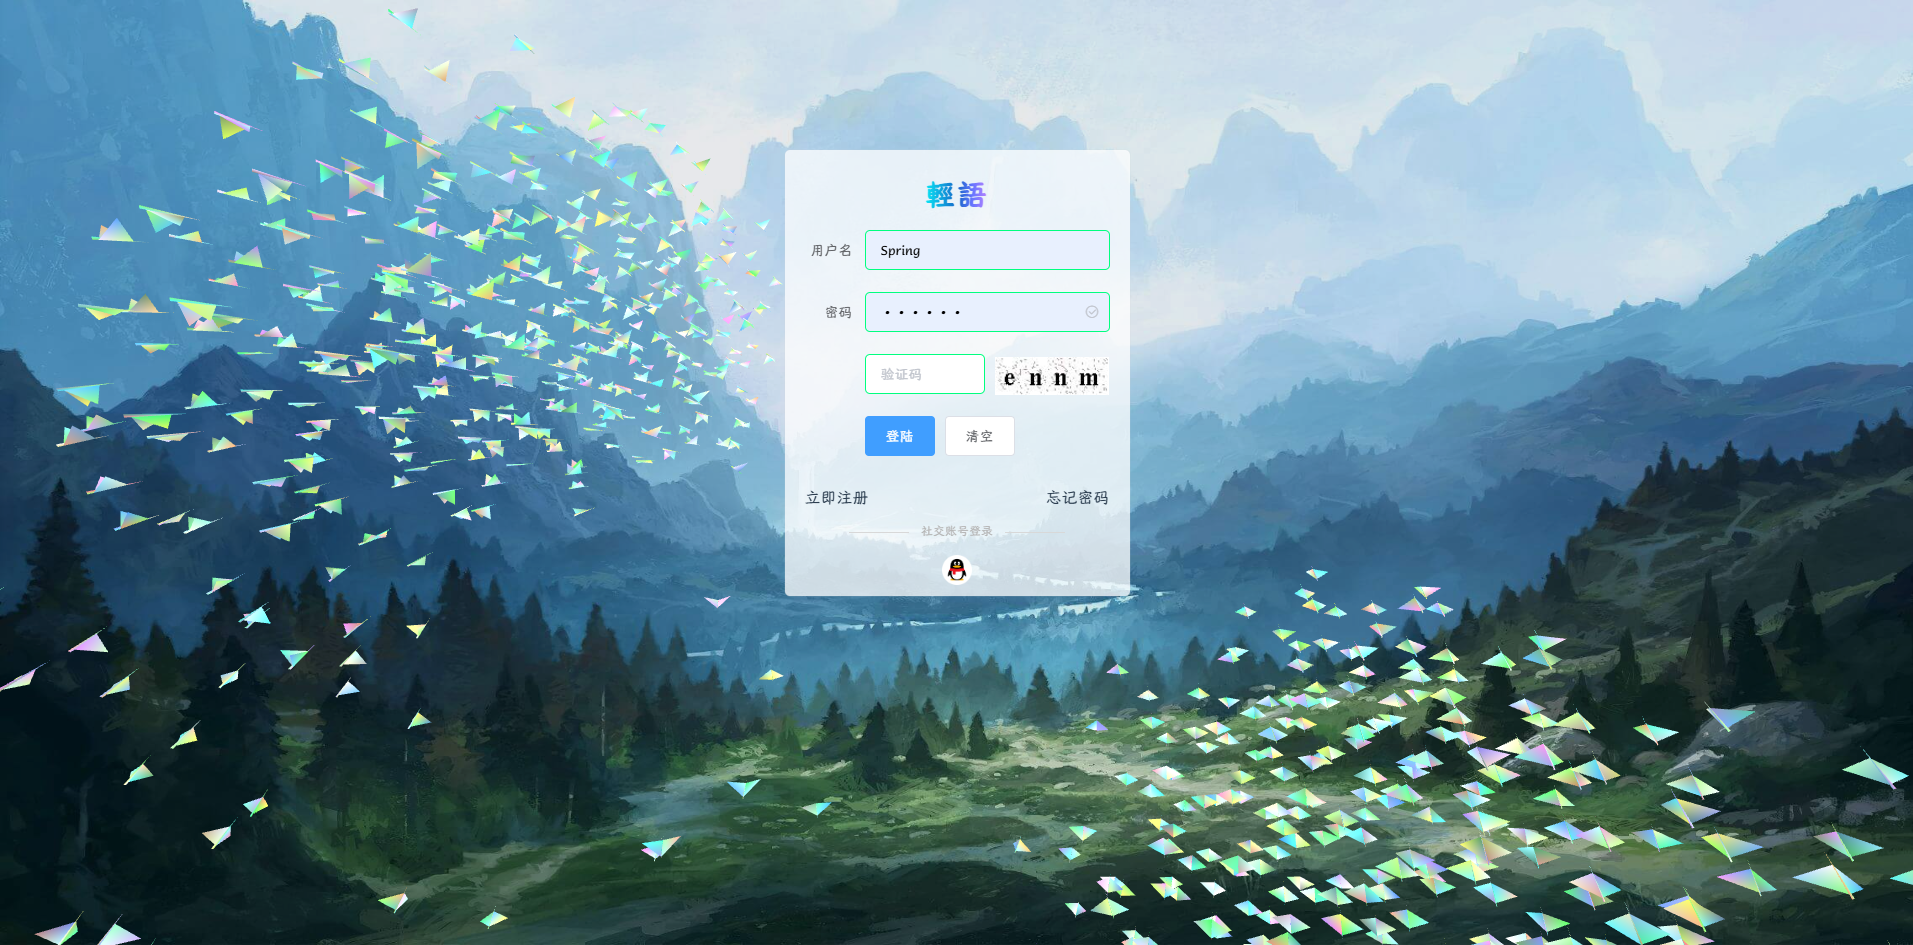 輕語
用户名 Spring
密码 ••••••
验证码 ennm
登陆 清空
立即注册 忘记密码
社交账号登录